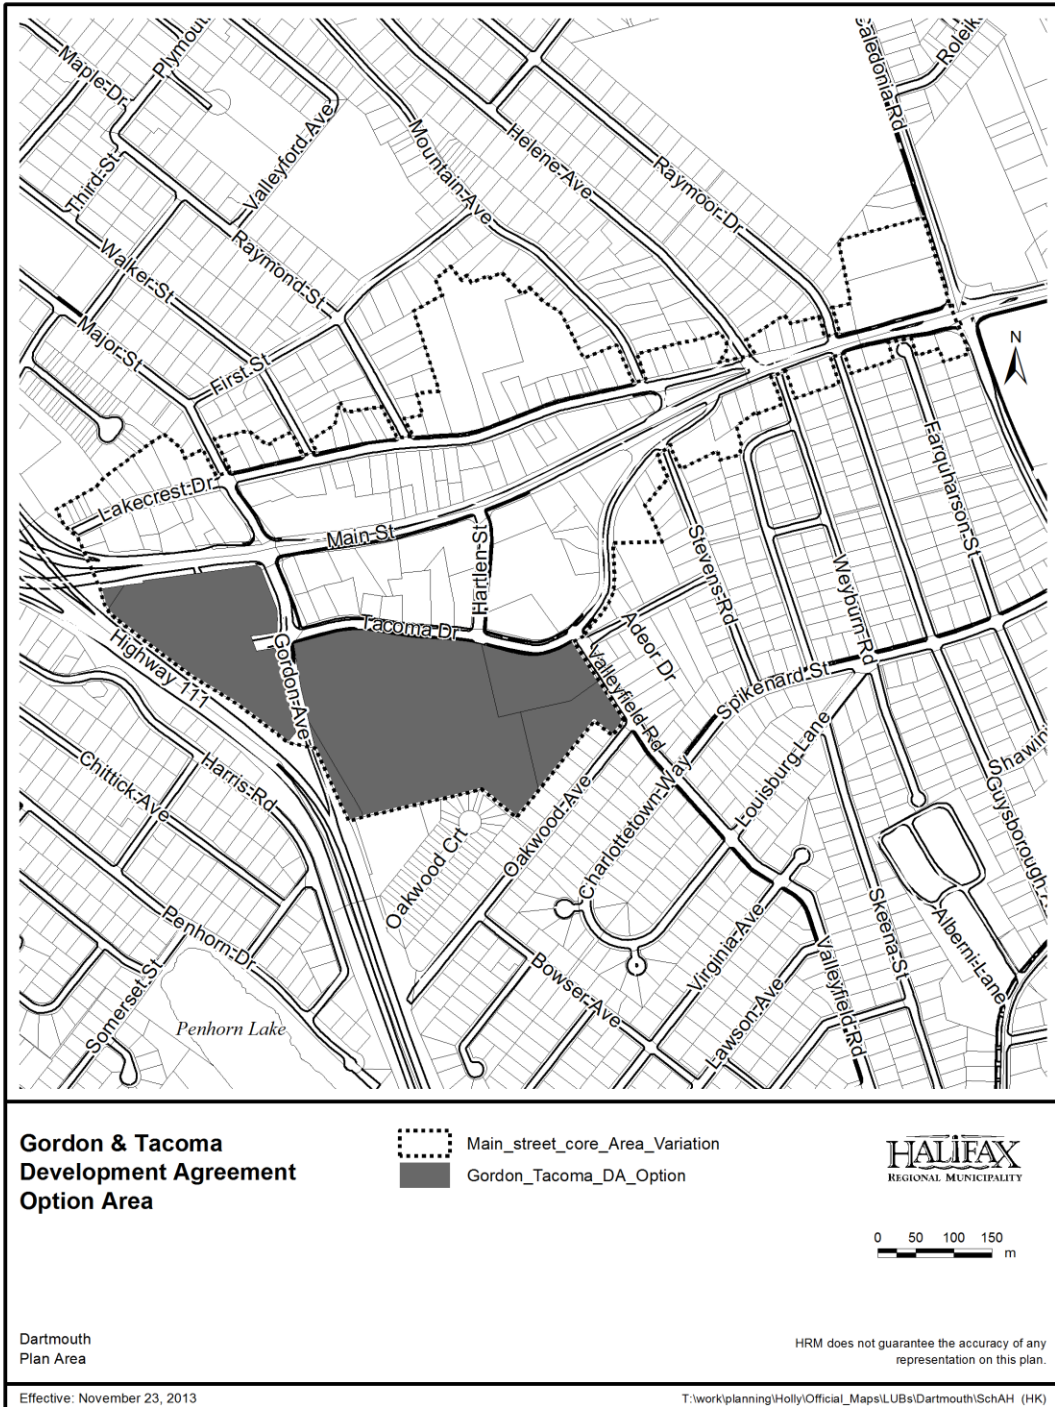 Maple Dr
Plymou
Third St
Valleyford Ave
Walker St
Raymond St
Major St
First St
Mountain Ave
Helene Ave
Raymoor Dr
Caledonia Rd
Roleik
N
Lakecrest Dr
Main St
Hartlen St
Tacoma Dr
Gordon Ave
Highway 111
Stevens Rd
Adeor Dr
Valleyfield Rd
Weyburn Rd
Farquharson St
Spikenard St
Louisburg Lane
Charlottetown Way
Oakwood Ave
Oakwood Crt
Harris Rd
Chittick Ave
Penhorn Dr
Somerset St
Penhorn Lake
Bowser Ave
Virginia Ave
Lawson Ave
Valleyfield Rd
Skeena St
Alberni Lane
Guysborough A
Shawini
Gordon & Tacoma
Development Agreement
Option Area
Main_street_core_Area_Variation
Gordon_Tacoma_DA_Option
HALIFAX
REGIONAL MUNICIPALITY
0 50 100 150
m
Dartmouth
Plan Area
HRM does not guarantee the accuracy of any
representation on this plan.
Effective: November 23, 2013
T:\work\planning\Holly\Official_Maps\LUBs\Dartmouth\SchAH (HK)